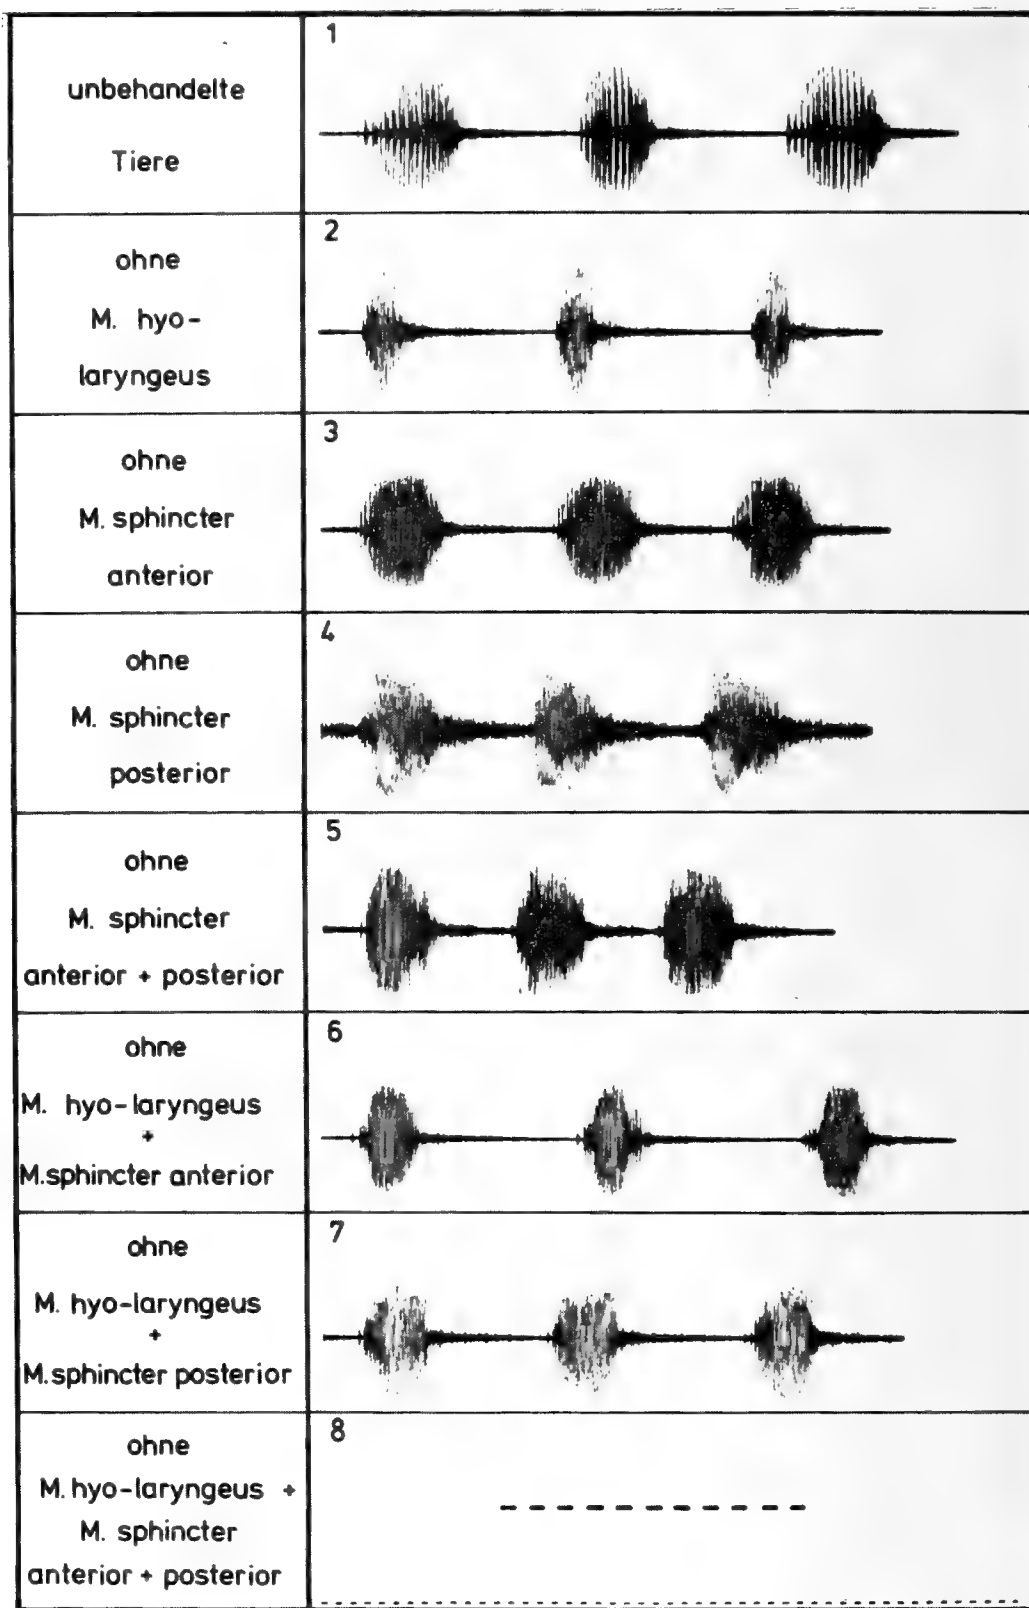 1
unbehandelte
Tiere
2
ohne
M. hyo-
laryngeus
3
ohne
M. sphincter
anterior
4
ohne
M. sphincter
posterior
5
ohne
M. sphincter
anterior + posterior
6
ohne
M. hyo-laryngeus
+
M.sphincter anterior
7
ohne
M. hyo-laryngeus
+
M.sphincter posterior
8
ohne
M. hyo-laryngeus +
M. sphincter
anterior + posterior